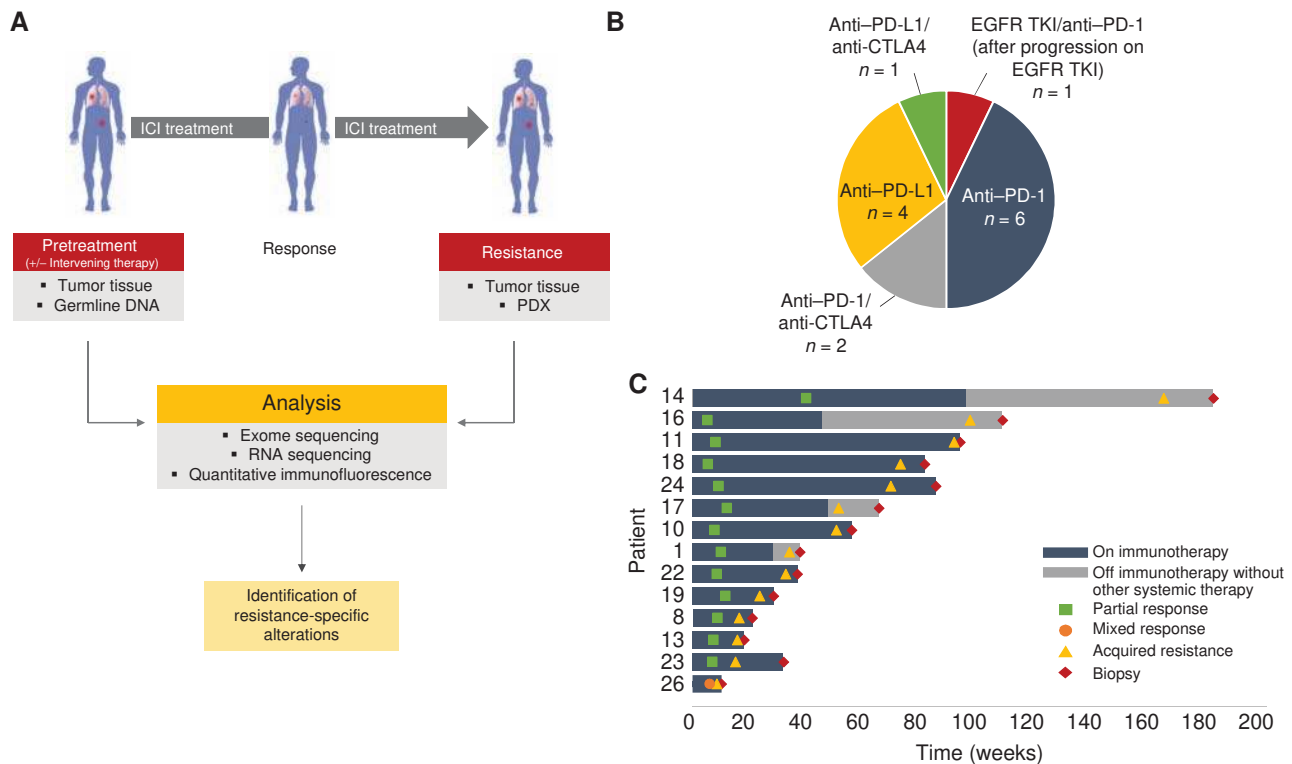 A
ICI treatment
ICI treatment
Pretreatment
(+/– Intervening therapy)
▪ Tumor tissue
▪ Germline DNA
Response
Resistance
▪ Tumor tissue
▪ PDX
Analysis
▪ Exome sequencing
▪ RNA sequencing
▪ Quantitative immunofluorescence
Identification of
resistance-specific
alterations
B
Anti–PD-L1/
anti-CTLA4
n = 1
EGFR TKI/anti–PD-1
(after progression on
EGFR TKI)
n = 1
Anti–PD-L1
n = 4
Anti–PD-1
n = 6
Anti–PD-1/
anti-CTLA4
n = 2
C
Patient
14
16
11
18
24
17
10
1
22
19
8
13
23
26
On immunotherapy
Off immunotherapy without
other systemic therapy
Partial response
Mixed response
Acquired resistance
Biopsy
0 20 40 60 80 100 120 140 160 180 200
Time (weeks)